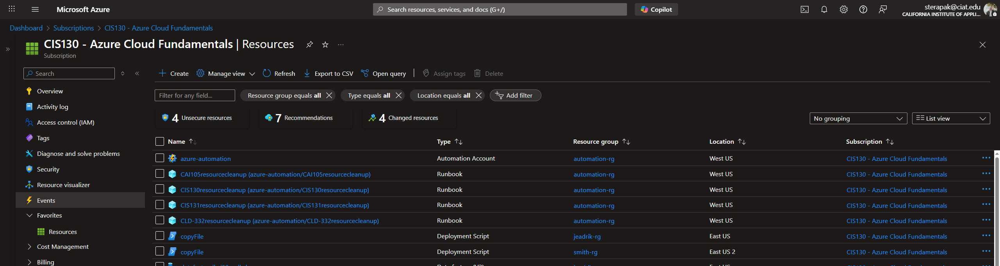 Microsoft Azure
Search resources, services, and docs (G+/)
Copilot
sterapak@ciat.edu
CALIFORNIA INSTITUTE OF APPLI...
Dashboard > Subscriptions > CIS130 - Azure Cloud Fundamentals
CIS130 - Azure Cloud Fundamentals | Resources
Subscription
Search
Overview
Activity log
Access control (IAM)
Tags
Diagnose and solve problems
Security
Resource visualizer
Events
Favorites
Resources
Cost Management
Billing
Create Manage view Refresh Export to CSV Open query Assign tags Delete
Filter for any field... Resource group equals all Type equals all Location equals all Add filter
4 Unsecure resources 7 Recommendations 4 Changed resources
No grouping List view
Name Type Resource group Location Subscription
azure-automation Automation Account automation-rg West US CIS130 - Azure Cloud Fundamentals
CAI105resourcecleanup (azure-automation/CAI105resourcecleanup) Runbook automation-rg West US CIS130 - Azure Cloud Fundamentals
CIS130resourcecleanup (azure-automation/CIS130resourcecleanup) Runbook automation-rg West US CIS130 - Azure Cloud Fundamentals
CIS131resourcecleanup (azure-automation/CIS131resourcecleanup) Runbook automation-rg West US CIS130 - Azure Cloud Fundamentals
CLD-332resourcecleanup (azure-automation/CLD-332resourcecleanup) Runbook automation-rg West US CIS130 - Azure Cloud Fundamentals
copyFile Deployment Script jeadrik-rg East US CIS130 - Azure Cloud Fundamentals
copyFile Deployment Script smith-rg East US 2 CIS130 - Azure Cloud Fundamentals